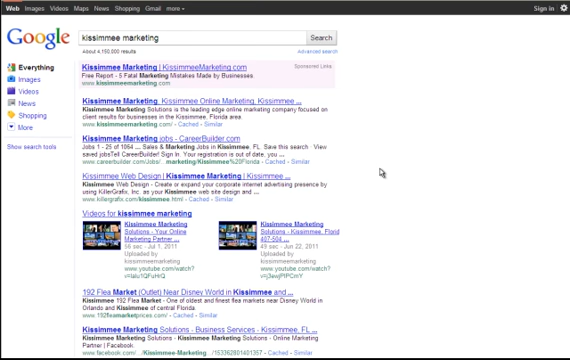 Web Images Videos Maps News Shopping Gmail more
Sign in
Google
kissimmee marketing
Search
About 4,150,000 results
Advanced search
Everything
Images
Videos
News
Shopping
More
Show search tools
Kissimmee Marketing | KissimmeeMarketing.com
Sponsored Links
Free Report - 5 Fatal Marketing Mistakes Made by Businesses.
www.kissimmeemarketing.com
Kissimmee Marketing, Kissimmee Online Marketing, Kissimmee ...
Kissimmee Marketing Solutions is the leading edge online marketing company focused on
client results for businesses in the Kissimmee, Florida area.
www.kissimmeemarketing.com/ - Cached - Similar
Kissimmee Marketing jobs - CareerBuilder.com
Jobs 1 - 25 of 1064 ... Sales & Marketing Jobs in Kissimmee, FL. Save this search · View
saved jobsTell CareerBuilder! Sign In. Your registration is out of date, you ...
www.careerbuilder.com/Jobs/.../marketing/Kissimmee%20Florida - Cached - Similar
Kissimmee Web Design | Kissimmee Marketing | Kissimmee ...
Kissimmee Web Design - Create or expand your corporate internet advertising presence by
using KillerGrafix, Inc. as your Kissimmee web site design and ...
www.killergrafix.com/kissimmee.html - Cached - Similar
Videos for kissimmee marketing
Kissimmee Marketing
Solutions - Your Online
Marketing Partner ...
56 sec - Jul 1, 2011
Uploaded by
kissimmeemarketing
www.youtube.com/watch?
Kissimmee Marketing
Solutions - Kissimmee, Florid
407-504 ...
49 sec - Jun 22, 2011
Uploaded by
kissimmeemarketing
www.youtube.com/watch?
192 Flea Market (Outlet) Near Disney World in Kissimmee and ...
Kissimmee 192 Flea Market - One of oldest and finest flea markets near Disney World in
Orlando and Kissimmee of central Florida.
www.192fleamarketprices.com/ - Cached - Similar
Kissimmee Marketing Solutions - Business Services - Kissimmee, FL ...
Kissimmee Marketing Solutions - Kissimmee Marketing Solutions - Online Marketing
Partner | Facebook.
www.facebook.com/.../Kissimmee-Marketing.../153362801401357 - Cached - Similar